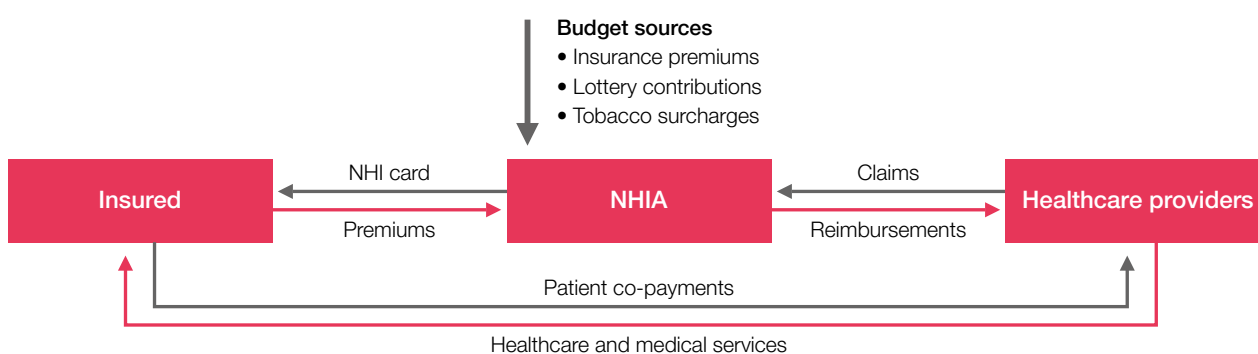 Budget sources
• Insurance premiums
• Lottery contributions
• Tobacco surcharges
NHI card
Claims
Insured
NHIA
Healthcare providers
Premiums
Reimbursements
Patient co-payments
Healthcare and medical services